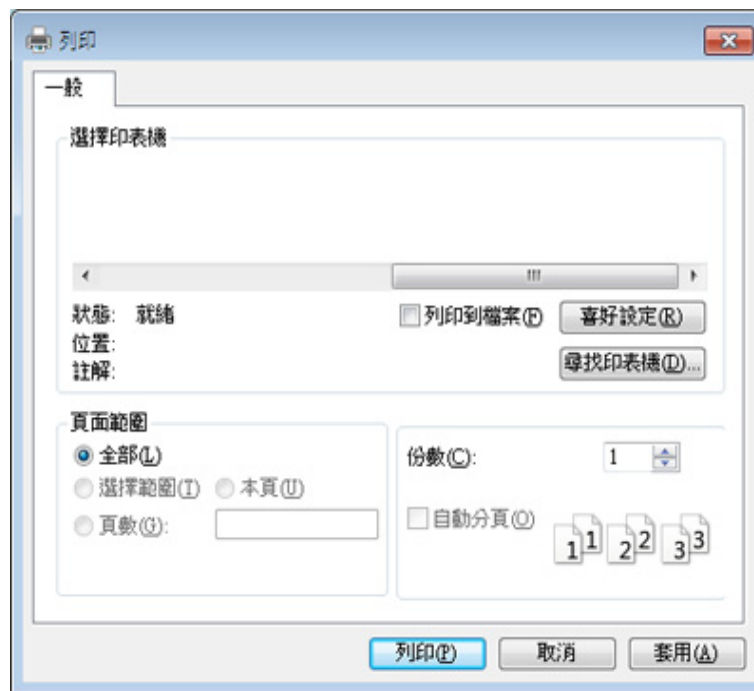 列印
一般
選擇印表機
狀態: 就緒
列印到檔案(F)
喜好設定(R)
位置:
註解:
尋找印表機(D)...
頁面範圍
全部(L)
選擇範圍(T) 本頁(U)
頁數(G):
份數(C): 1
自動分頁(O)
1 1 2 2 3 3
列印(P) 取消 套用(A)